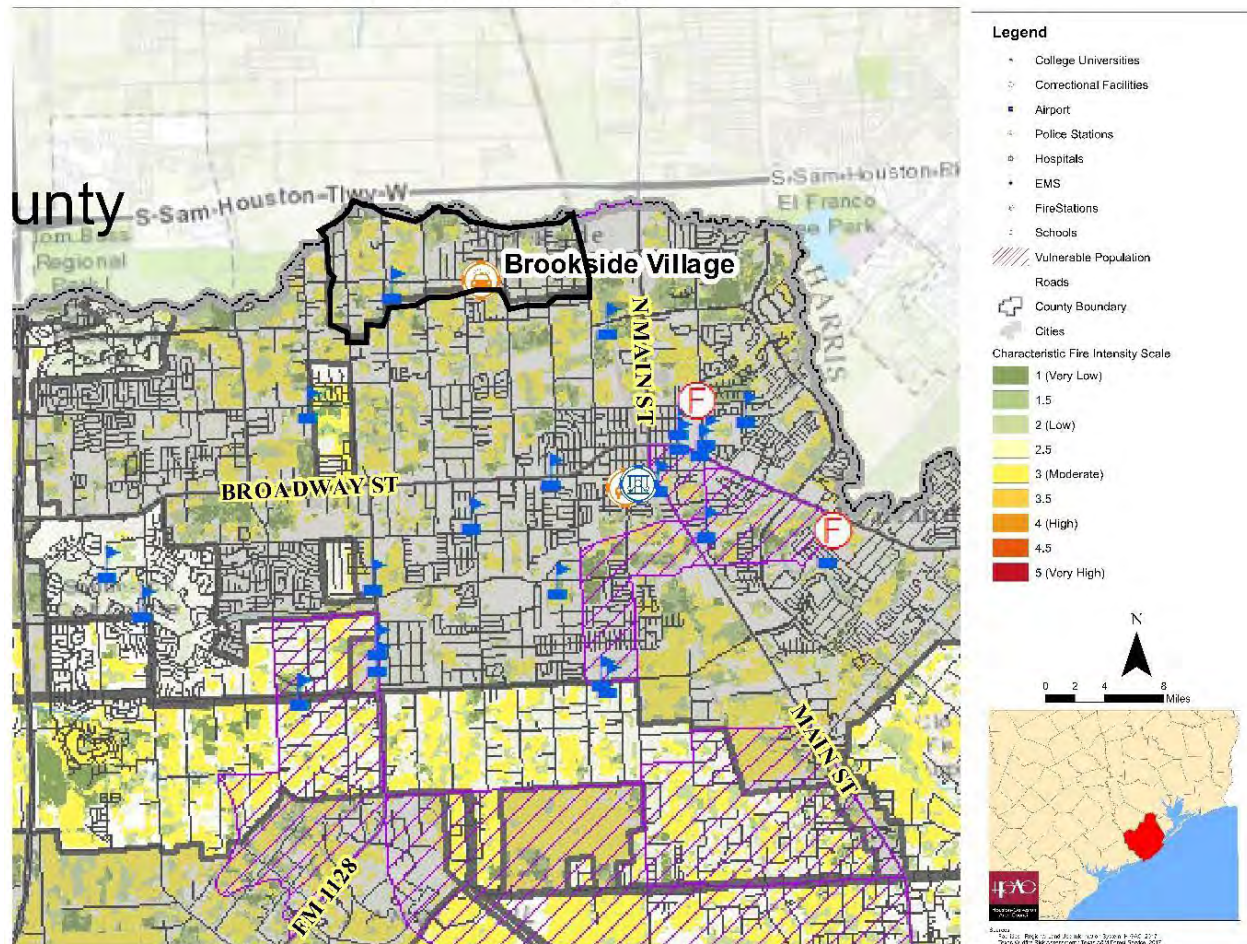 unty
S-Sam-Houston-Tlwy-W
S-Sam-Houston-
El Franco
Park
Regional
HARRIS
Brookside Village
N MAIN ST
F
BROADWAY ST
F
MAIN ST
FM 1128
Legend
College Universities
Correctional Facilities
Airport
Police Stations
Hospitals
EMS
FireStations
Schools
Vulnerable Population
Roads
County Boundary
Cities
Characteristic Fire Intensity Scale
1 (Very Low)
1.5
2 (Low)
2.5
3 (Moderate)
3.5
4 (High)
4.5
5 (Very High)
N
0 2 4 8
Miles